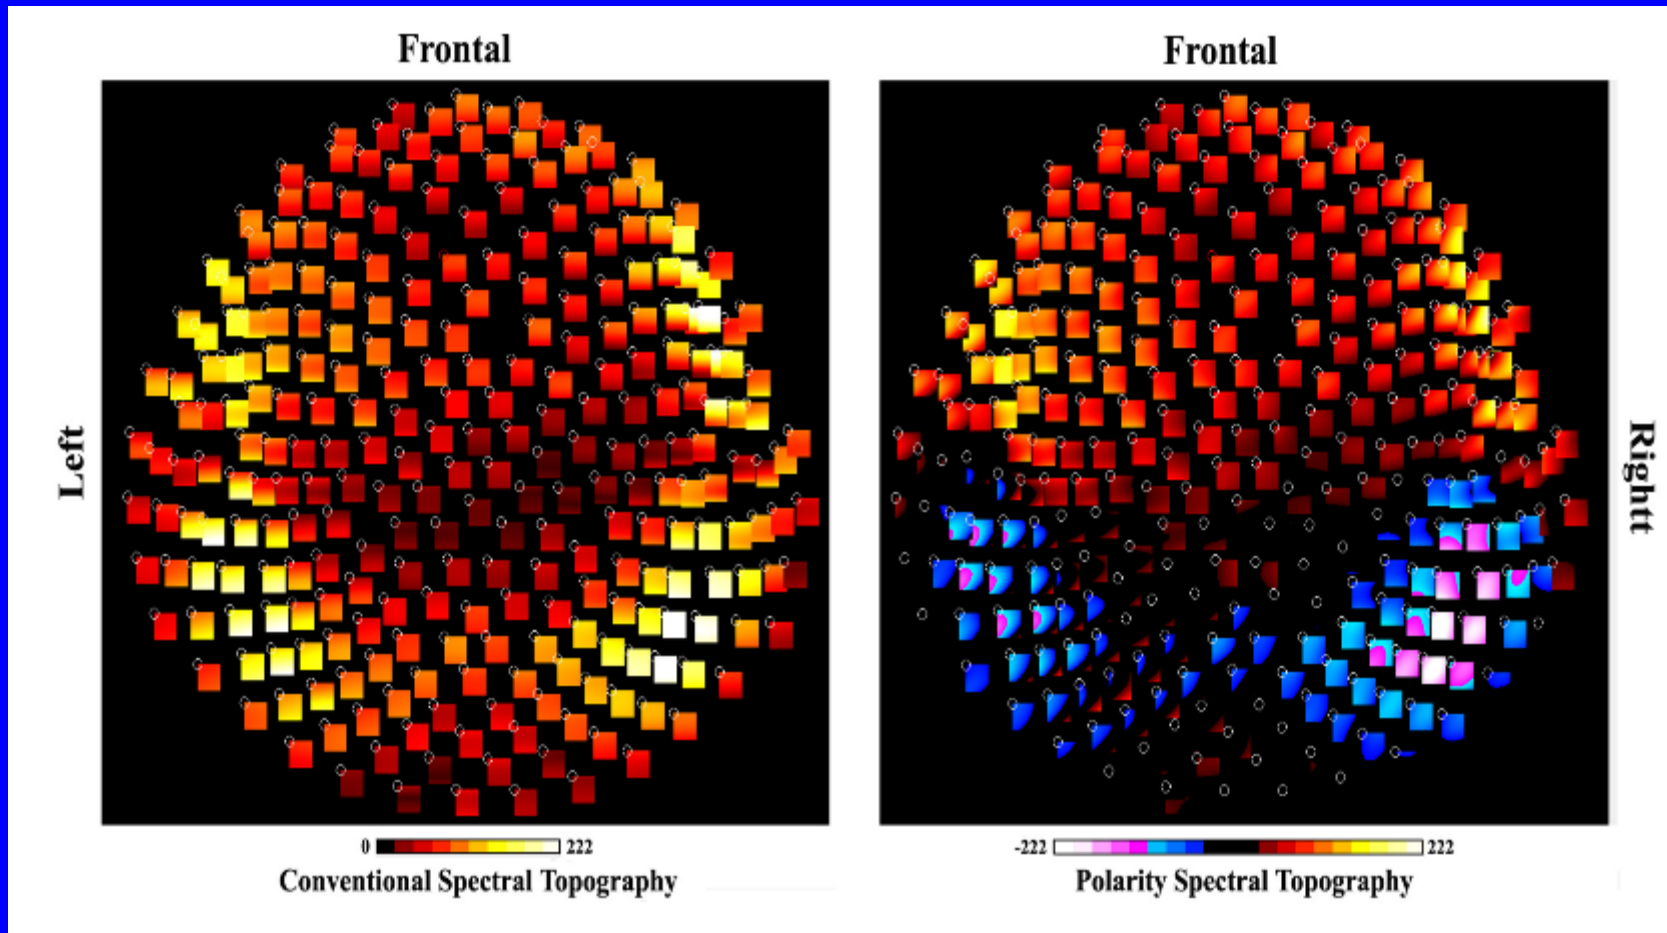 Frontal
Frontal
Left
Rightt
0 222
-222 222
Conventional Spectral Topography
Polarity Spectral Topography